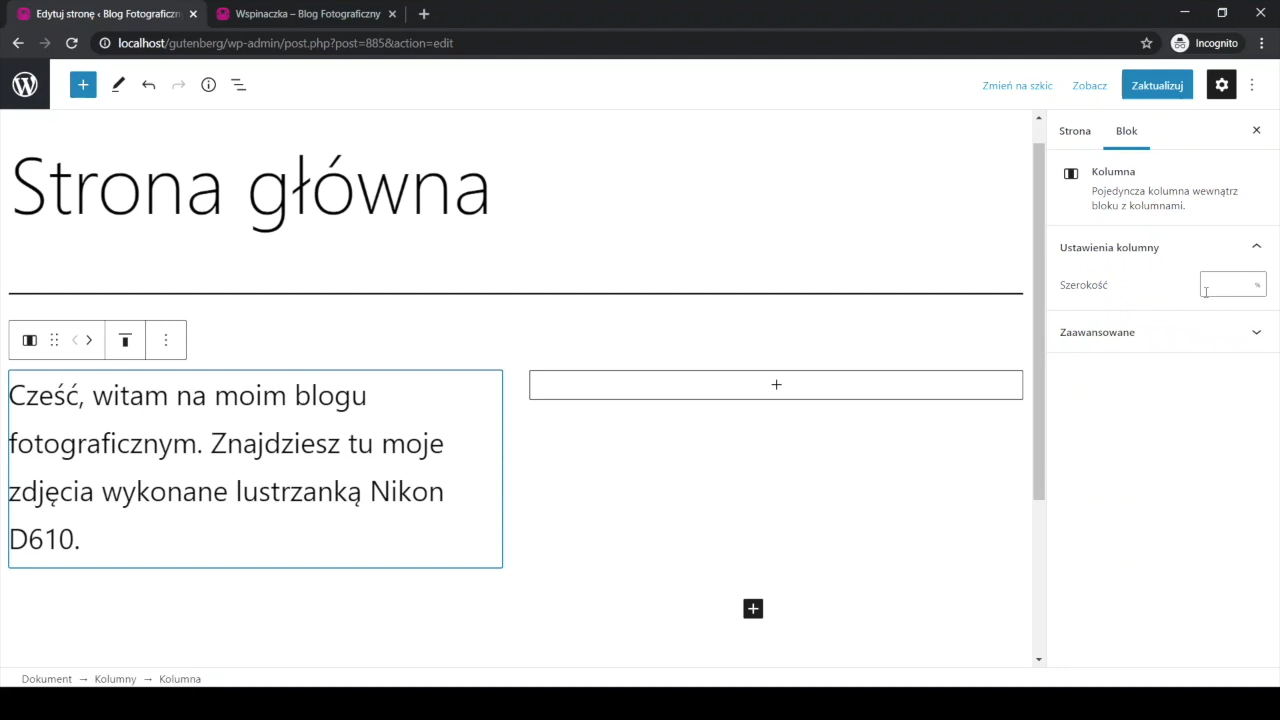 Edytuj stronę ‹ Blog Fotograficzn
Wspinaczka – Blog Fotograficzny
localhost/gutenberg/wp-admin/post.php?post=885&action=edit
Incognito
Zmień na szkic
Zobacz
Zaktualizuj
Strona główna
Strona
Blok
Kolumna
Pojedyncza kolumna wewnątrz
bloku z kolumnami.
Ustawienia kolumny
Szerokość
%
Zaawansowane
Cześć, witam na moim blogu
fotograficznym. Znajdziesz tu moje
zdjęcia wykonane lustrzanką Nikon
D610.
Dokument → Kolumny → Kolumna